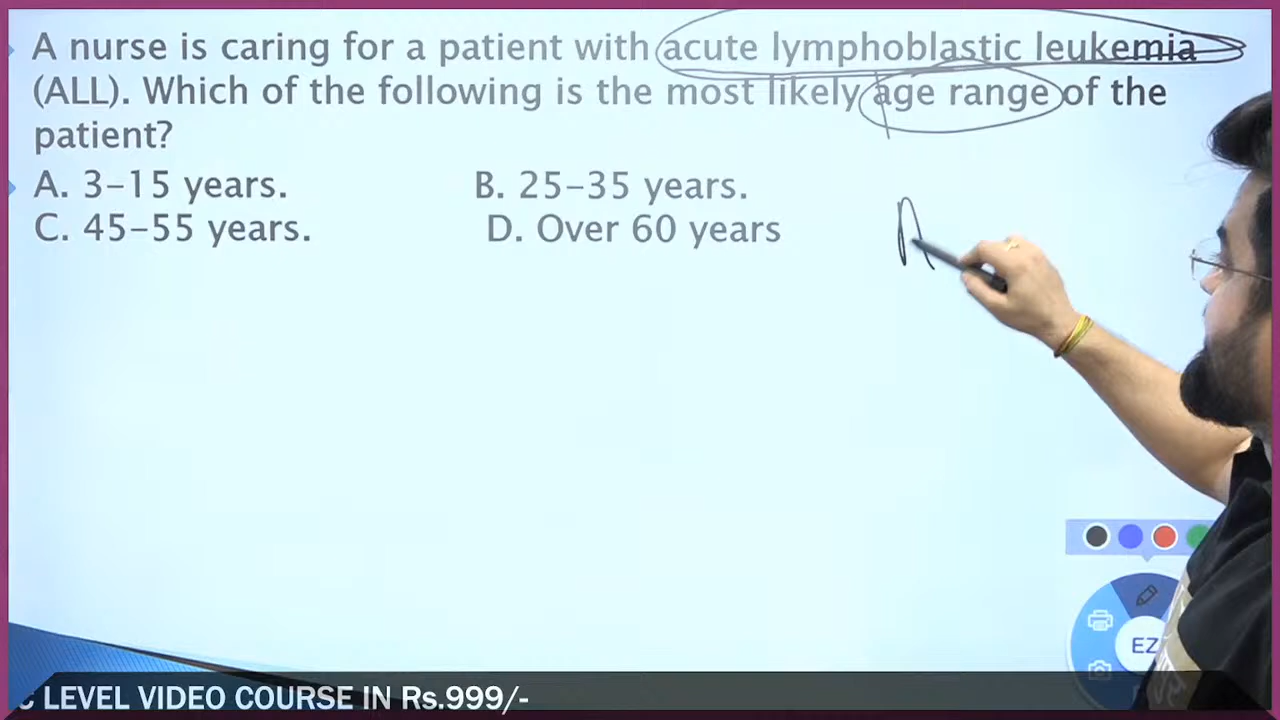 A nurse is caring for a patient with acute lymphoblastic leukemia
(ALL). Which of the following is the most likely age range of the
patient?
A. 3-15 years. B. 25-35 years.
C. 45-55 years. D. Over 60 years
A
EZ
LEVEL VIDEO COURSE IN Rs.999/-